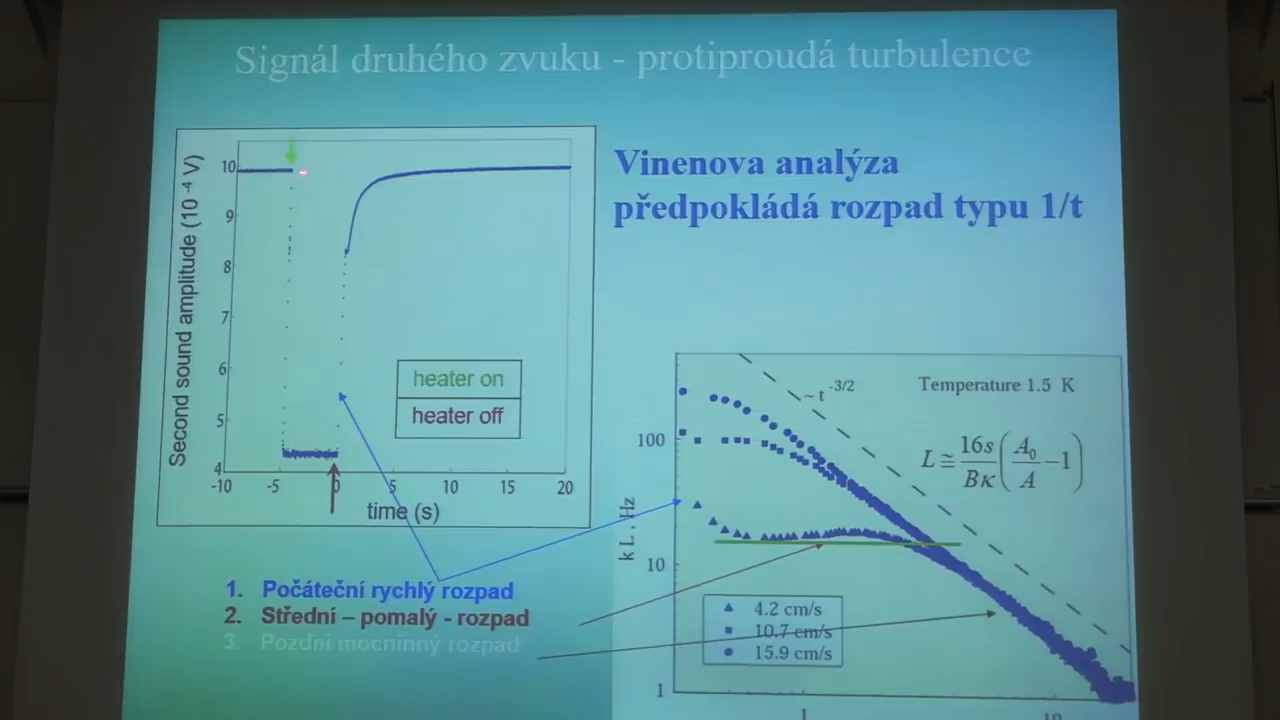 Signál druhého zvuku - protiproudá turbulence
Vinenova analýza
předpokládá rozpad typu 1/t
Second sound amplitude (10 -4 V)
10
9
8
7
6
5
4
-10 -5 0 5 10 15 20
time (s)
heater on
heater off
1. Počáteční rychlý rozpad
2. Střední – pomalý - rozpad
3. Pozdní mocninný rozpad
~ t -3/2
Temperature 1.5 K
L ≅ 16s/Bκ (A0/A −1)
k L , Hz
100
10
1
4.2 cm/s
10.7 cm/s
15.9 cm/s
1 10